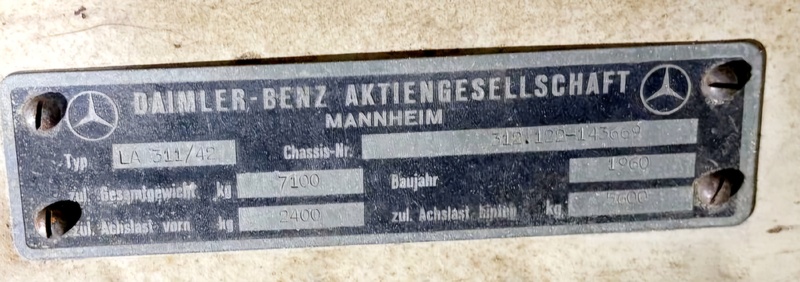 DAIMLER-BENZ AKTIENGESELLSCHAFT
MANNHEIM
Typ LA 311/42 Chassis-Nr. 312.122-143669
zul. Gesamtgewicht kg 7100 Baujahr 1960
zul. Achslast vorn kg 2400 zul. Achslast hinten kg. 5600